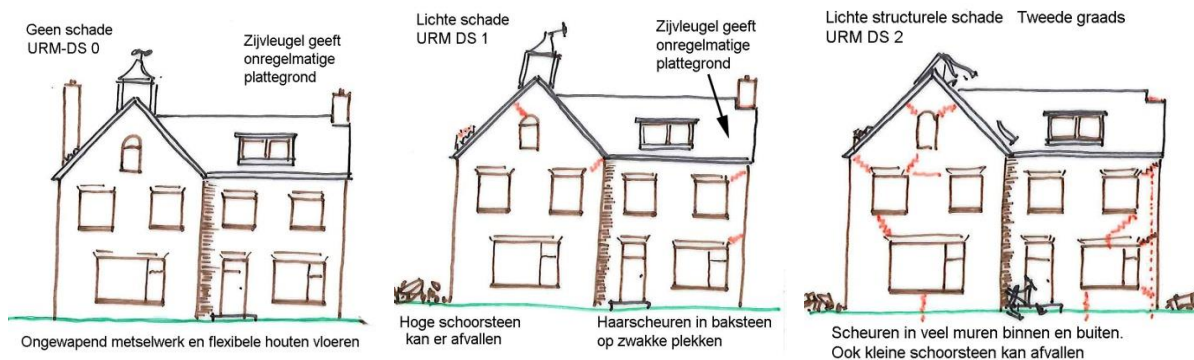 Geen schade
URM-DS 0
Zijvleugel geeft
onregelmatige
plattegrond
Ongewapend metselwerk en flexibele houten vloeren
Lichte schade
URM DS 1
Zijvleugel geeft
onregelmatige
plattegrond
Hoge schoorsteen
kan er afvallen
Haarscheuren in baksteen
op zwakke plekken
Lichte structurele schade Tweede graads
URM DS 2
Scheuren in veel muren binnen en buiten.
Ook kleine schoorsteen kan afvallen